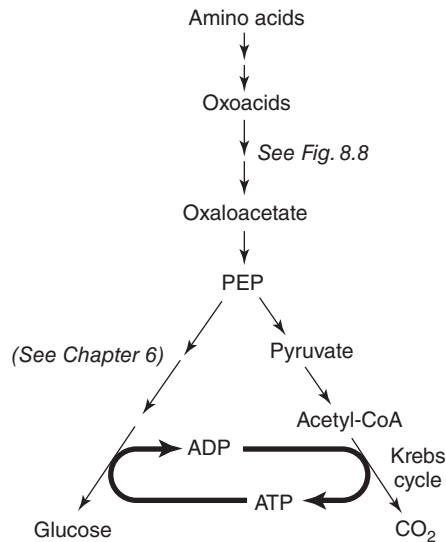 Amino acids
Oxoacids
See Fig. 8.8
Oxaloacetate
PEP
(See Chapter 6)
Pyruvate
Acetyl-CoA
ADP
Krebs
cycle
ATP
Glucose
CO₂